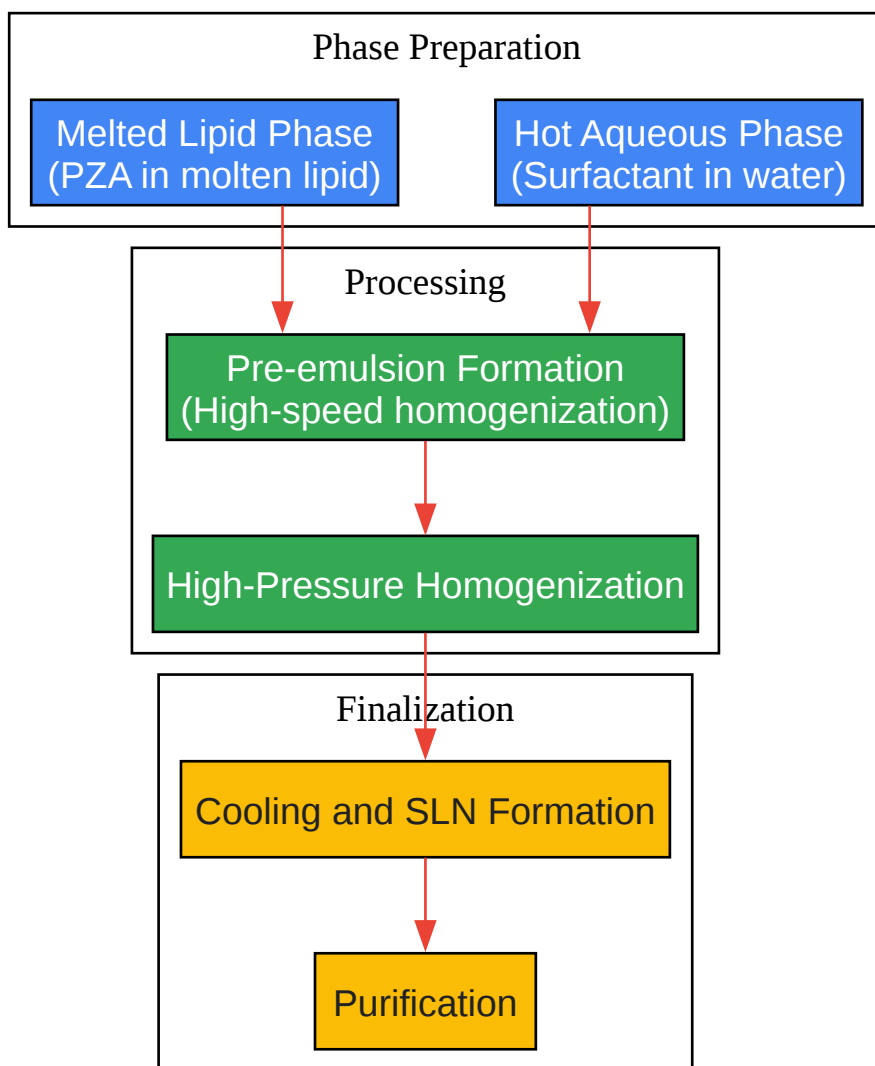 Phase Preparation
Melted Lipid Phase
(PZA in molten lipid)
Hot Aqueous Phase
(Surfactant in water)
Processing
Pre-emulsion Formation
(High-speed homogenization)
High-Pressure Homogenization
Finalization
Cooling and SLN Formation
Purification